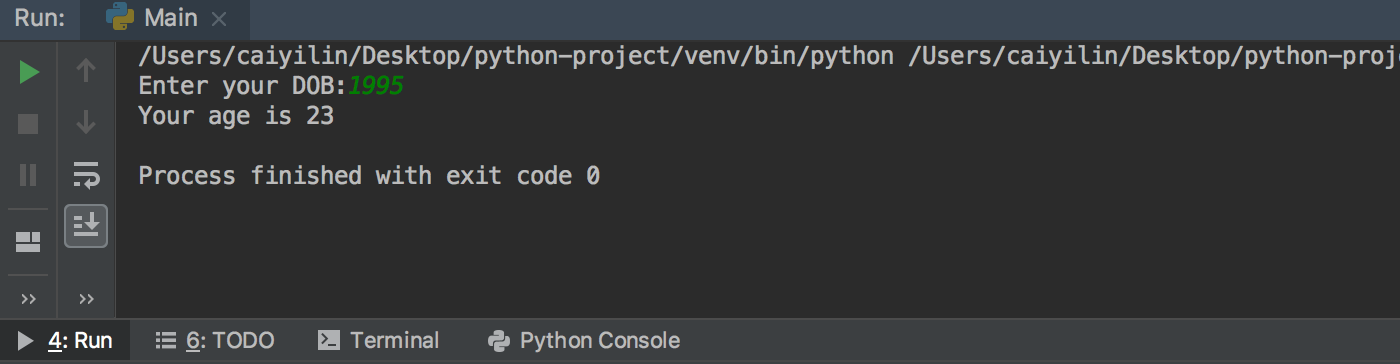 Run: Main
/Users/caiyilin/Desktop/python-project/venv/bin/python /Users/caiyilin/Desktop/python-proj
Enter your DOB:1995
Your age is 23
Process finished with exit code 0
4: Run 6: TODO Terminal Python Console